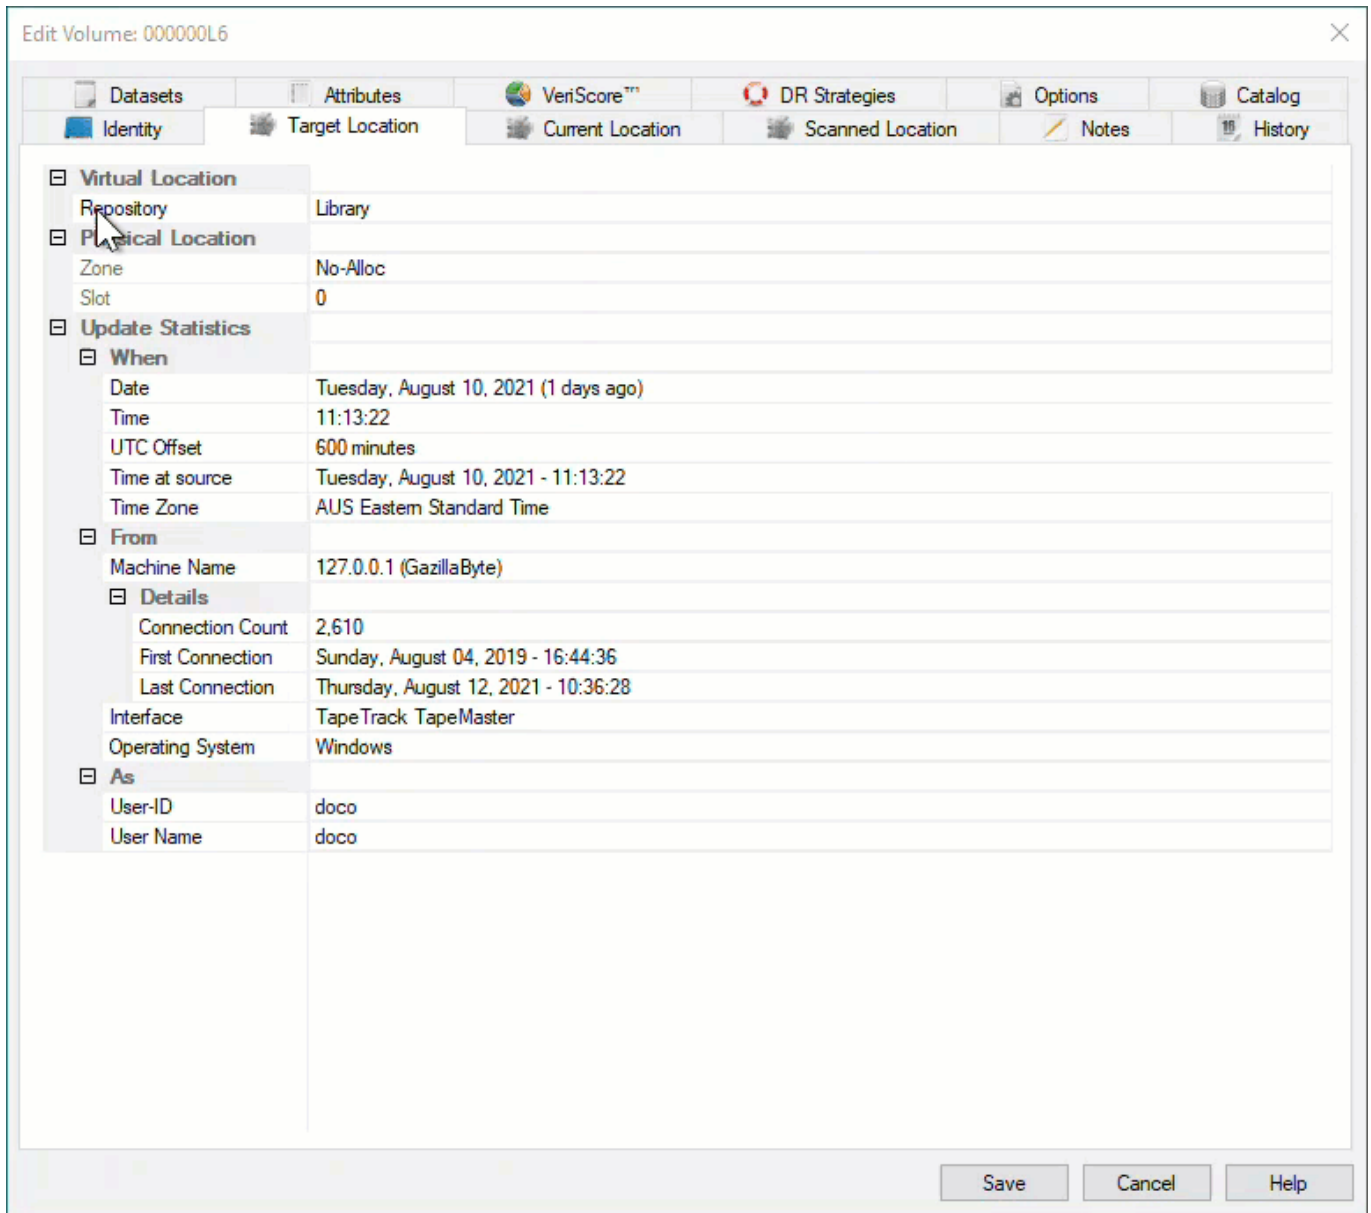 Edit Volume: 000000L6
Datasets Attributes VeriScore™ DR Strategies Options Catalog
Identity Target Location Current Location Scanned Location Notes History
Virtual Location
Repository Library
Physical Location
Zone No-Alloc
Slot 0
Update Statistics
When
Date Tuesday, August 10, 2021 (1 days ago)
Time 11:13:22
UTC Offset 600 minutes
Time at source Tuesday, August 10, 2021 - 11:13:22
Time Zone AUS Eastern Standard Time
From
Machine Name 127.0.0.1 (GazillaByte)
Details
Connection Count 2,610
First Connection Sunday, August 04, 2019 - 16:44:36
Last Connection Thursday, August 12, 2021 - 10:36:28
Interface TapeTrack TapeMaster
Operating System Windows
As
User-ID doco
User Name doco
Save Cancel Help